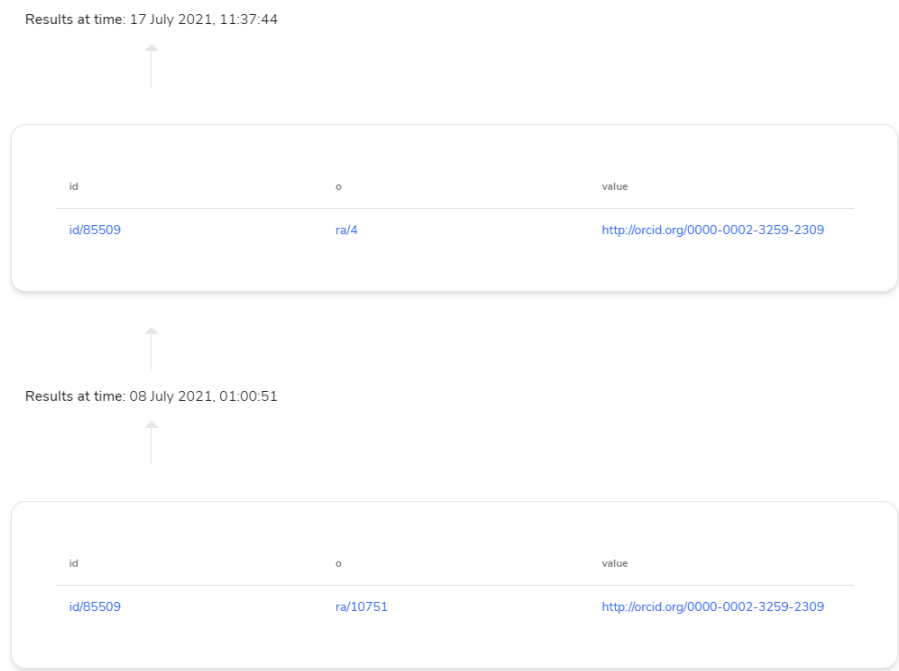 Results at time: 17 July 2021, 11:37:44
id o value
id/85509 ra/4 http://orcid.org/0000-0002-3259-2309
Results at time: 08 July 2021, 01:00:51
id o value
id/85509 ra/10751 http://orcid.org/0000-0002-3259-2309